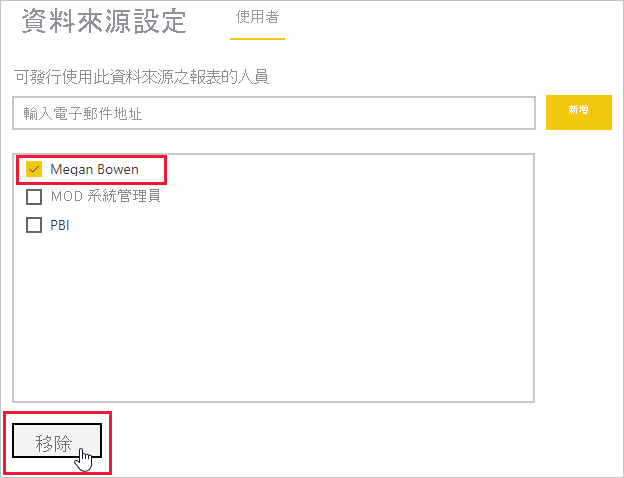 資料來源設定
使用者
可發行使用此資料來源之報表的人員
輸入電子郵件地址
新增
Megan Bowen
MOD 系統管理員
PBI
移除